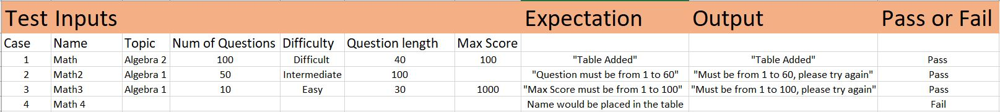 Test Inputs Expectation Output Pass or Fail
Case Name Topic Num of Questions Difficulty Question length Max Score
1 Math Algebra 2 100 Difficult 40 100 "Table Added" "Table Added" Pass
2 Math2 Algebra 1 50 Intermediate 100 "Question must be from 1 to 60" "Must be from 1 to 60, please try again" Pass
3 Math3 Algebra 1 10 Easy 30 1000 "Max Score must be from 1 to 100" "Must be from 1 to 100, please try again" Pass
4 Math 4 Name would be placed in the table Fail